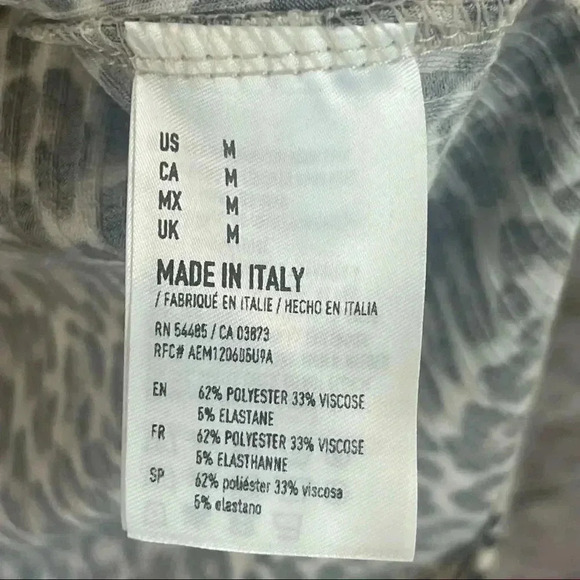 US M
CA M
MX M
UK M
MADE IN ITALY
/ FABRIQUÉ EN ITALIE / HECHO EN ITALIA
RN 54485 / CA 03873
RFC# AEM1206U5U9A
EN 62% POLYESTER 33% VISCOSE
5% ELASTANE
FR 62% POLYESTER 33% VISCOSE
5% ELASTHANNE
SP 62% poliéster 33% viscosa
5% elastano